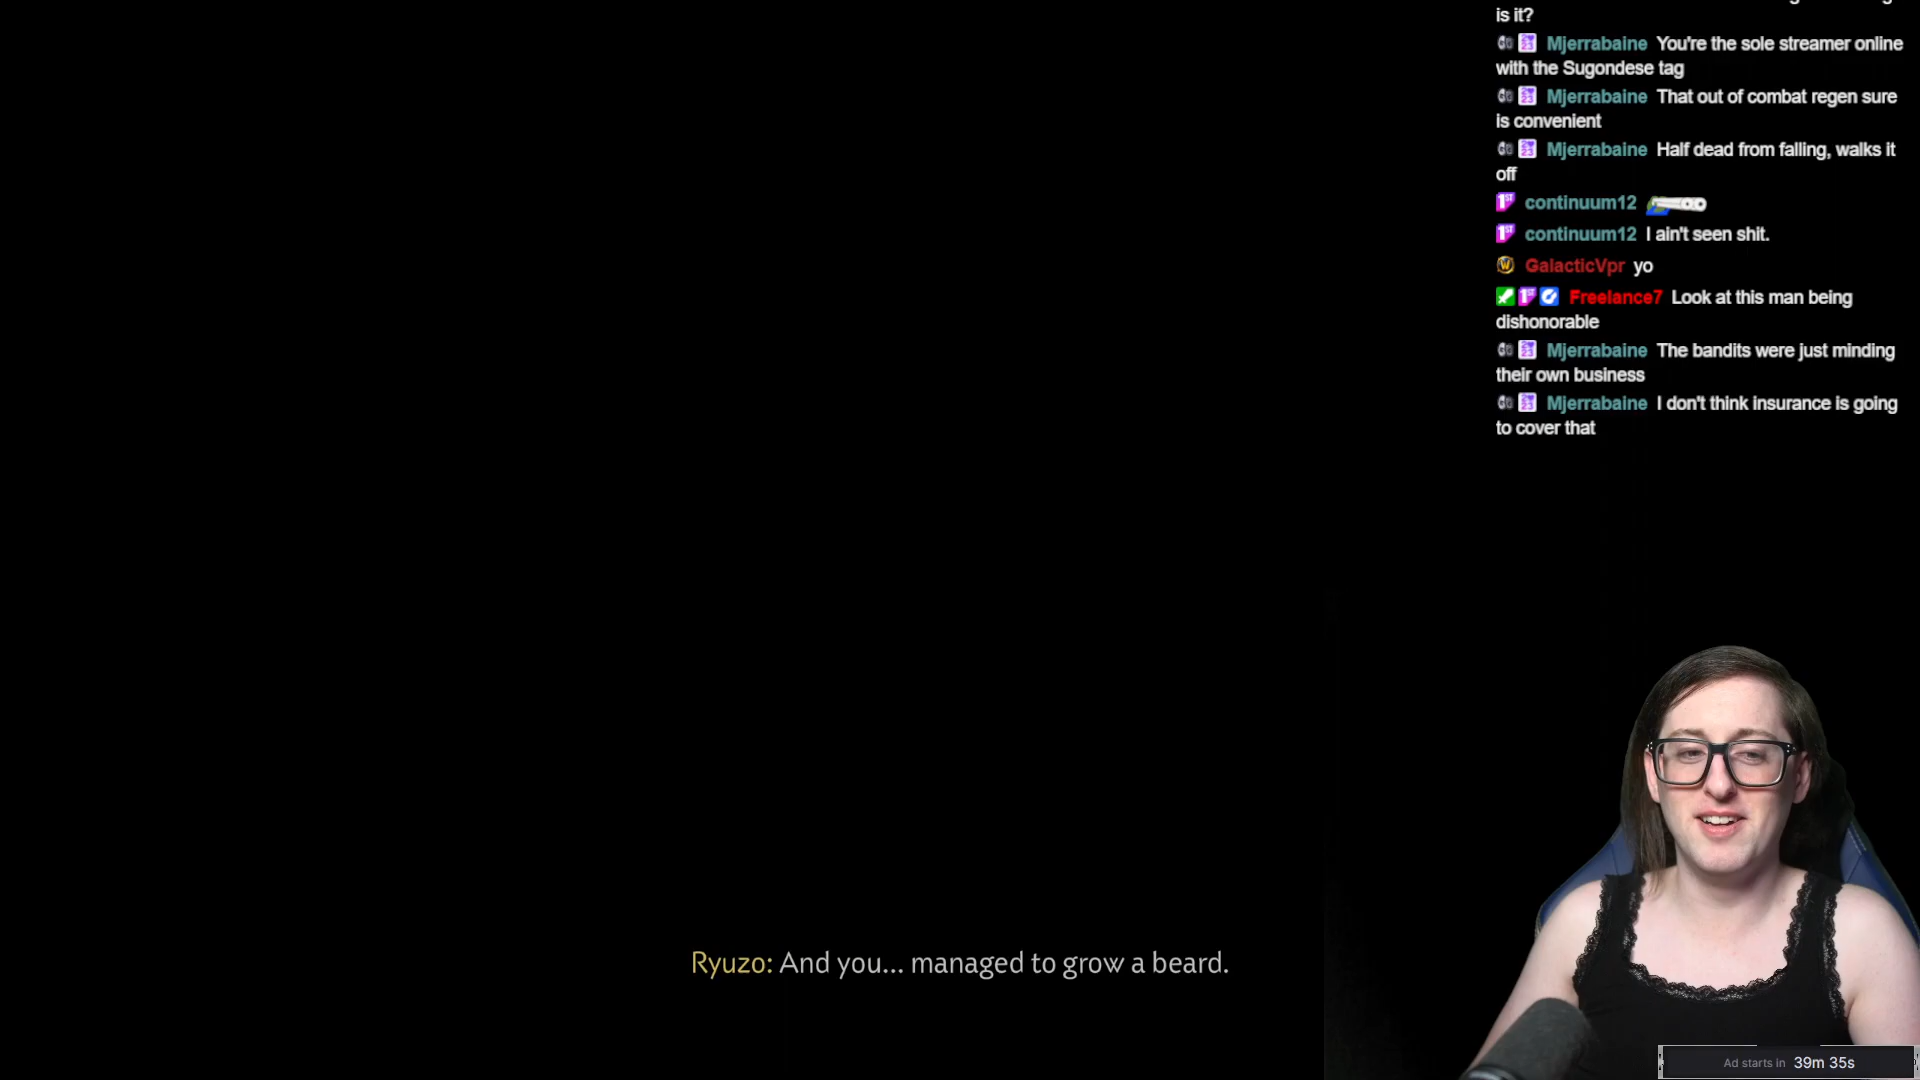 is it?
Mjerrabaine You're the sole streamer online
with the Sugondese tag
Mjerrabaine That out of combat regen sure
is convenient
Mjerrabaine Half dead from falling, walks it
off
continuum12
continuum12 I ain't seen shit.
GalacticVpr yo
Freelance7 Look at this man being
dishonorable
Mjerrabaine The bandits were just minding
their own business
Mjerrabaine I don't think insurance is going
to cover that
Ryuzo: And you... managed to grow a beard.
Ad starts in 39m 35s